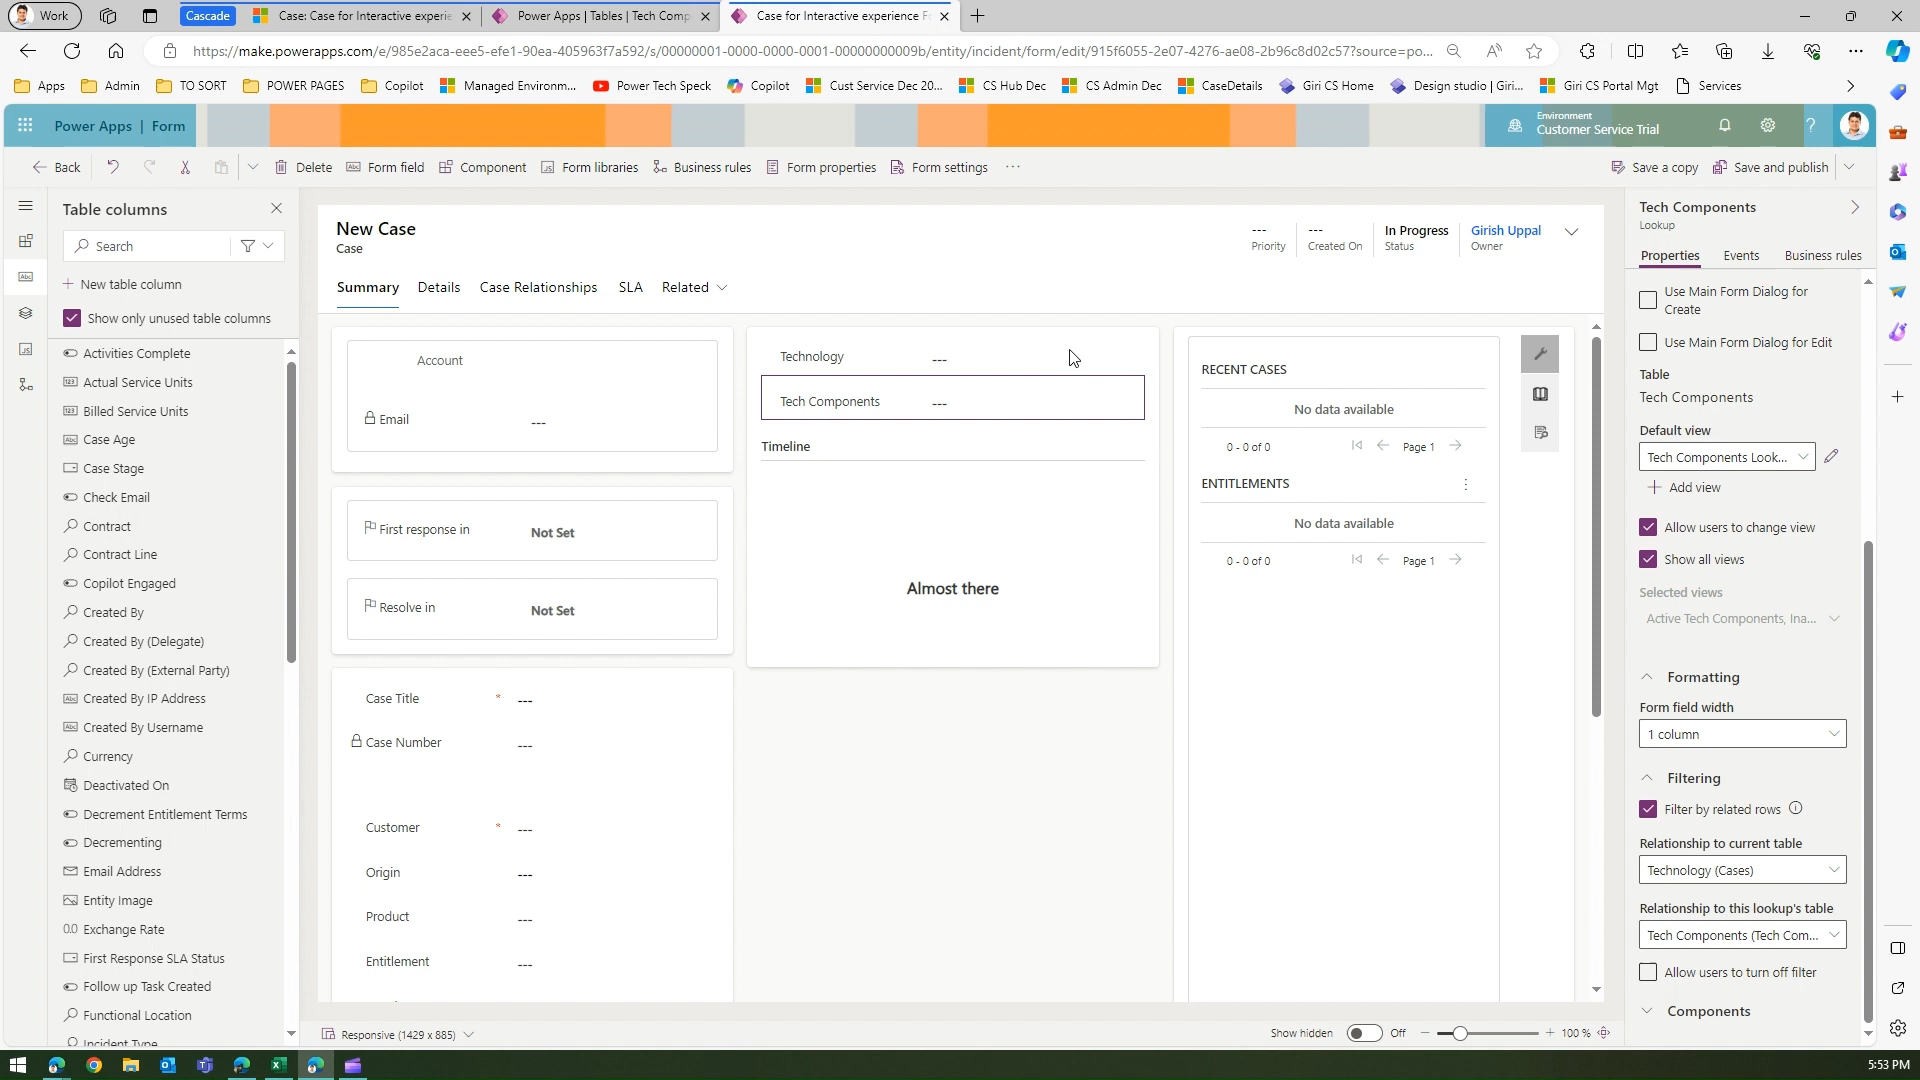 Work
Cascade
Case: Case for Interactive experie
Power Apps | Tables | Tech Comp
Case for Interactive experience F
https://make.powerapps.com/e/985e2aca-eee5-efe1-90ea-405963f7a592/s/00000001-0000-0000-0001-00000000009b/entity/incident/form/edit/915f6055-2e07-4276-ae08-2b96c8d02c57?source=po...
Apps
Admin
TO SORT
POWER PAGES
Copilot
Managed Environm...
Power Tech Speck
Copilot
Cust Service Dec 20...
CS Hub Dec
CS Admin Dec
CaseDetails
Giri CS Home
Design studio | Giri...
Giri CS Portal Mgt
Services
Power Apps | Form
Environment
Customer Service Trial
Back
Delete
Form field
Component
Form libraries
Business rules
Form properties
Form settings
Save a copy
Save and publish
Table columns
Search
New table column
Show only unused table columns
Activities Complete
Actual Service Units
Billed Service Units
Case Age
Case Stage
Check Email
Contract
Contract Line
Copilot Engaged
Created By
Created By (Delegate)
Created By (External Party)
Created By IP Address
Created By Username
Currency
Deactivated On
Decrement Entitlement Terms
Decrementing
Email Address
Entity Image
Exchange Rate
First Response SLA Status
Follow up Task Created
Functional Location
Incident Type
New Case
Case
---
Priority
---
Created On
In Progress
Status
Girish Uppal
Owner
Summary
Details
Case Relationships
SLA
Related
Account
Email ---
First response in Not Set
Resolve in Not Set
Case Title * ---
Case Number ---
Customer * ---
Origin ---
Product ---
Entitlement ---
Technology ---
Tech Components ---
Timeline
Almost there
RECENT CASES
No data available
0 - 0 of 0
Page 1
ENTITLEMENTS
No data available
0 - 0 of 0
Page 1
Responsive (1429 x 885)
Show hidden
Off
100 %
Tech Components
Lookup
Properties
Events
Business rules
Use Main Form Dialog for
Create
Use Main Form Dialog for Edit
Table
Tech Components
Default view
Tech Components Look...
Add view
Allow users to change view
Show all views
Selected views
Active Tech Components, Ina...
Formatting
Form field width
1 column
Filtering
Filter by related rows
Relationship to current table
Technology (Cases)
Relationship to this lookup's table
Tech Components (Tech Com...
Allow users to turn off filter
Components
5:53 PM